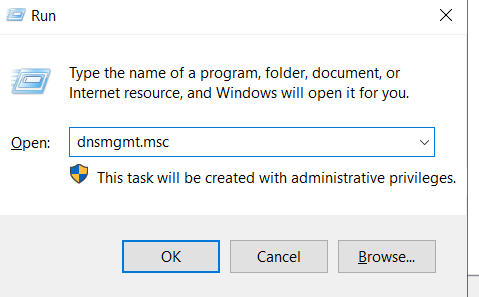 Run
Type the name of a program, folder, document, or
Internet resource, and Windows will open it for you.
Open: dnsmgmt.msc
This task will be created with administrative privileges.
OK Cancel Browse...